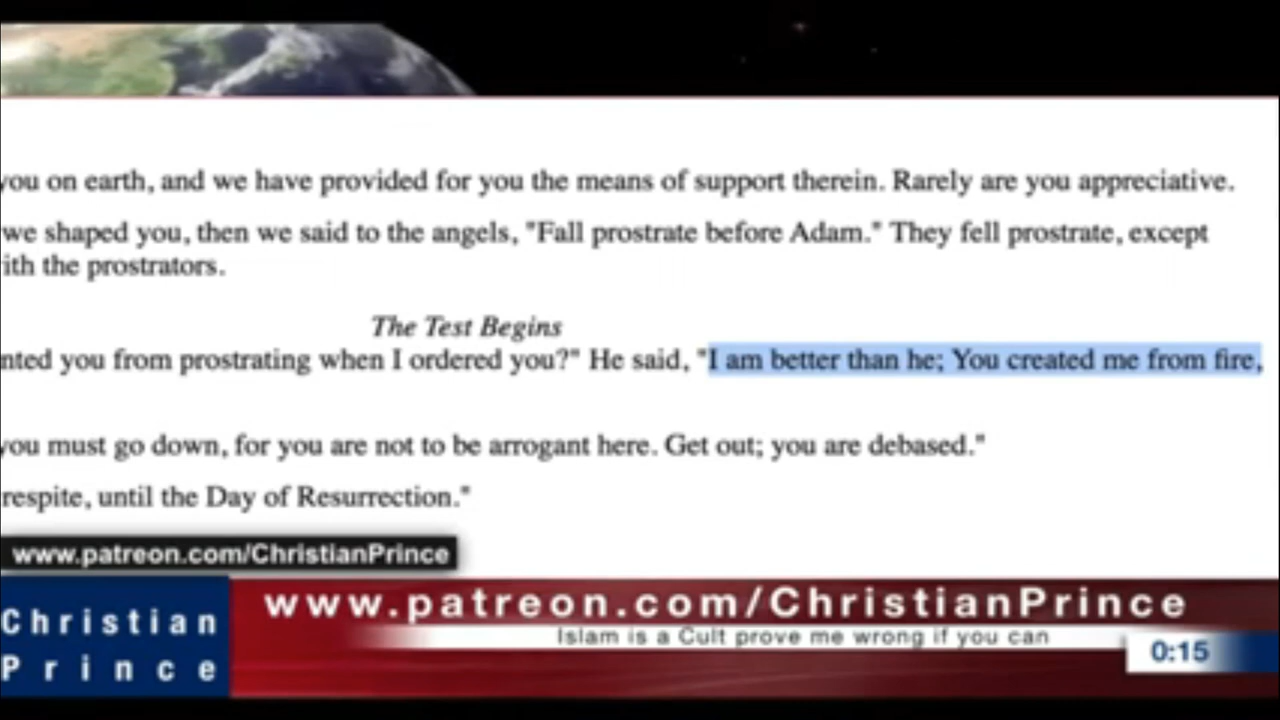 you on earth, and we have provided for you the means of support therein. Rarely are you appreciative.
we shaped you, then we said to the angels, "Fall prostrate before Adam." They fell prostrate, except
ith the prostrators.
The Test Begins
nted you from prostrating when I ordered you?" He said, "I am better than he; You created me from fire,
you must go down, for you are not to be arrogant here. Get out; you are debased."
respite, until the Day of Resurrection."
www.patreon.com/ChristianPrince
www.patreon.com/ChristianPrince
Islam is a Cult prove me wrong if you can
Christian
Prince
0:15